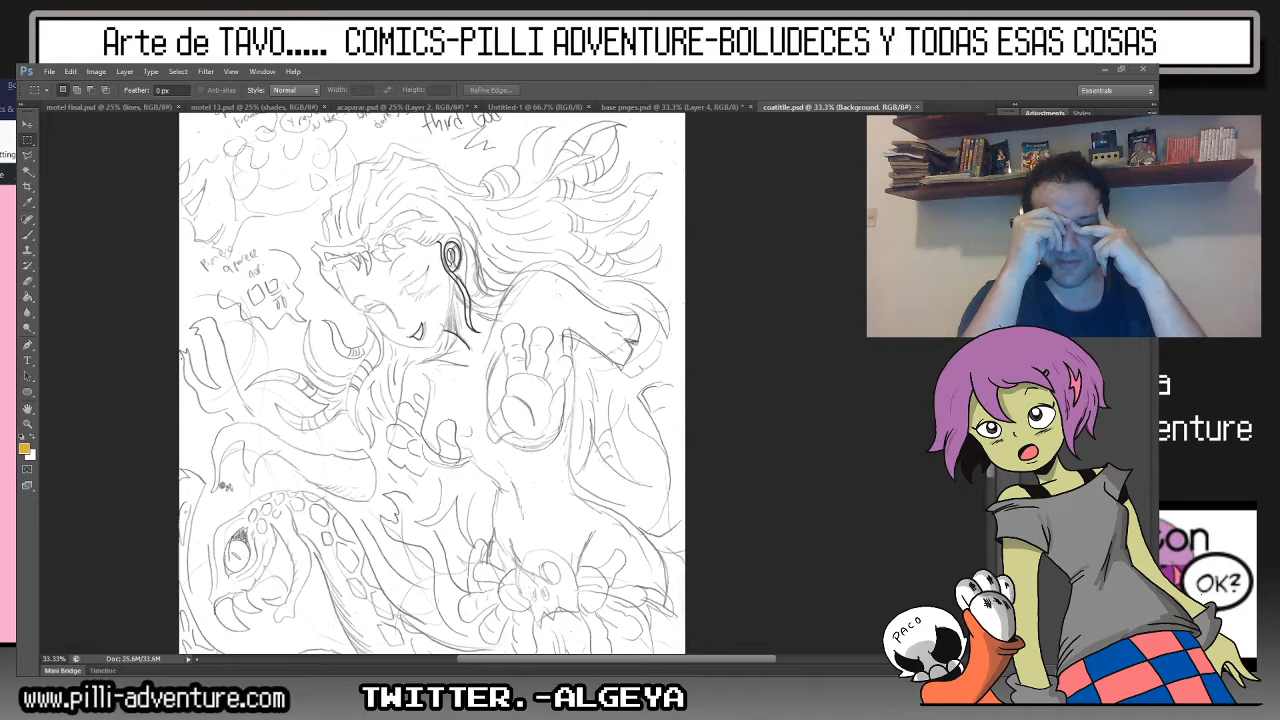 Arte de TAVO..... COMICS-PILLI ADVENTURE-BOLUDECES Y TODAS ESAS COSAS
Ps File Edit Image Layer Type Select Filter View Window Help
Feather: 0 px Anti-alias Style: Normal Width: Height: Refine Edge... Essentials
motel final.psd @ 25% (lines, RGB/8#) × motel 13.psd @ 25% (shades, RGB/8#) × acaparar.psd @ 25% (Layer 2, RGB/8#) * × Untitled-1 @ 66.7% (RGB/8) × base pnges.psd @ 33.3% (Layer 4, RGB/8) * × coatitlle.psd @ 33.3% (Background, RGB/8#) ×
Adjustments Styles
third
aparece
enture
con
OK?
PACO
33.33% Doc: 25.6M/33.6M
Mini Bridge Timeline
www.pilli-adventure.com TWITTER. -ALGEYA